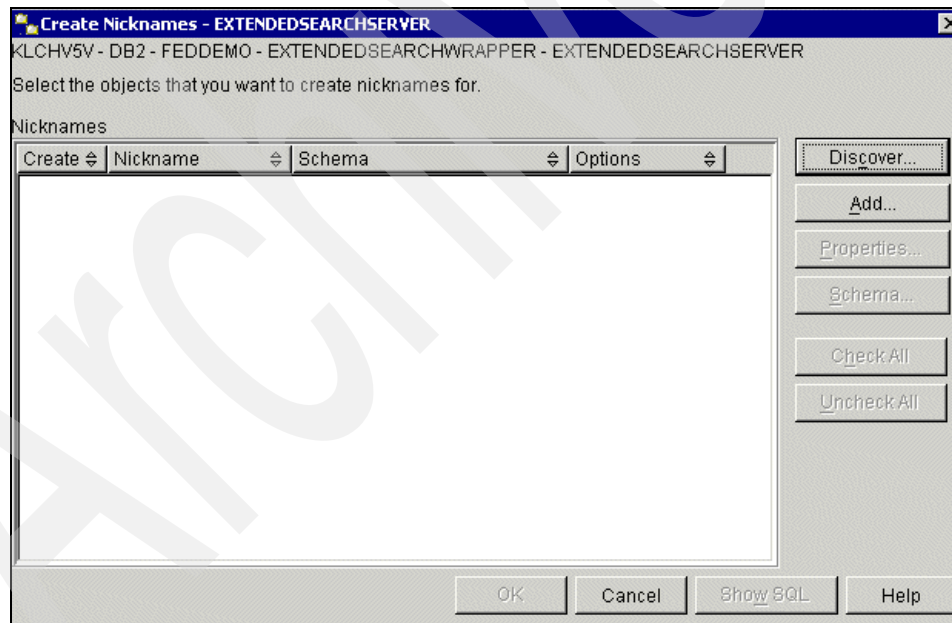 Create Nicknames - EXTENDEDSEARCHSERVER
KLCHV5V - DB2 - FEDDEMO - EXTENDEDSEARCHWRAPPER - EXTENDEDSEARCHSERVER
Select the objects that you want to create nicknames for.
Nicknames
Create Nickname Schema Options
Discover...
Add...
Properties...
Schema...
Check All
Uncheck All
OK Cancel Show SQL Help
Archive